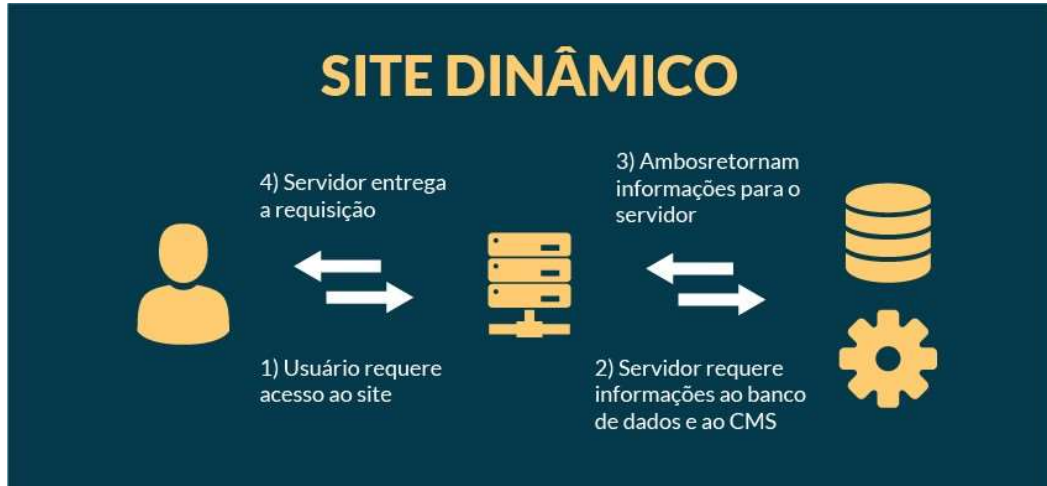 SITE DINÂMICO
4) Servidor entrega
a requisição
3) Ambosretornam
informações para o
servidor
1) Usuário requere
acesso ao site
2) Servidor requere
informações ao banco
de dados e ao CMS